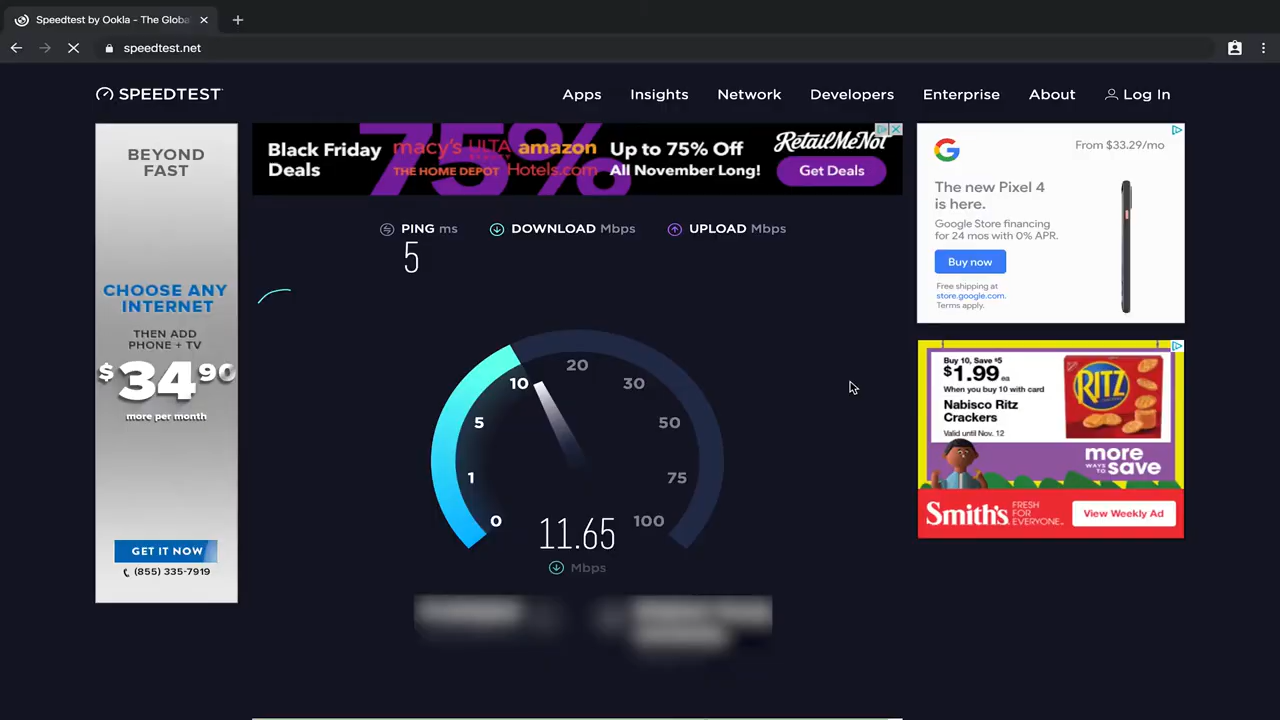 Speedtest by Ookla - The Globa
speedtest.net
SPEEDTEST
Apps
Insights
Network
Developers
Enterprise
About
Log In
BEYOND
FAST
CHOOSE ANY
INTERNET
THEN ADD
PHONE + TV
$34.90
more per month
GET IT NOW
(855) 335-7919
75%
Black Friday
Deals
macy's ULTA amazon
THE HOME DEPOT Hotels.com
Up to 75% Off
All November Long!
RetailMeNot
Get Deals
PING ms
5
DOWNLOAD Mbps
UPLOAD Mbps
0
1
5
10
20
30
50
75
100
11.65
Mbps
From $33.29/mo
The new Pixel 4
is here.
Google Store financing
for 24 mos with 0% APR.
Buy now
Free shipping at
store.google.com.
Terms apply.
Buy 10, Save $5
$1.99 ea
When you buy 10 with card
Nabisco Ritz
Crackers
Valid until Nov. 12
RITZ
more
WAYS TO
save
Smith's
FRESH
FOR
EVERYONE
View Weekly Ad